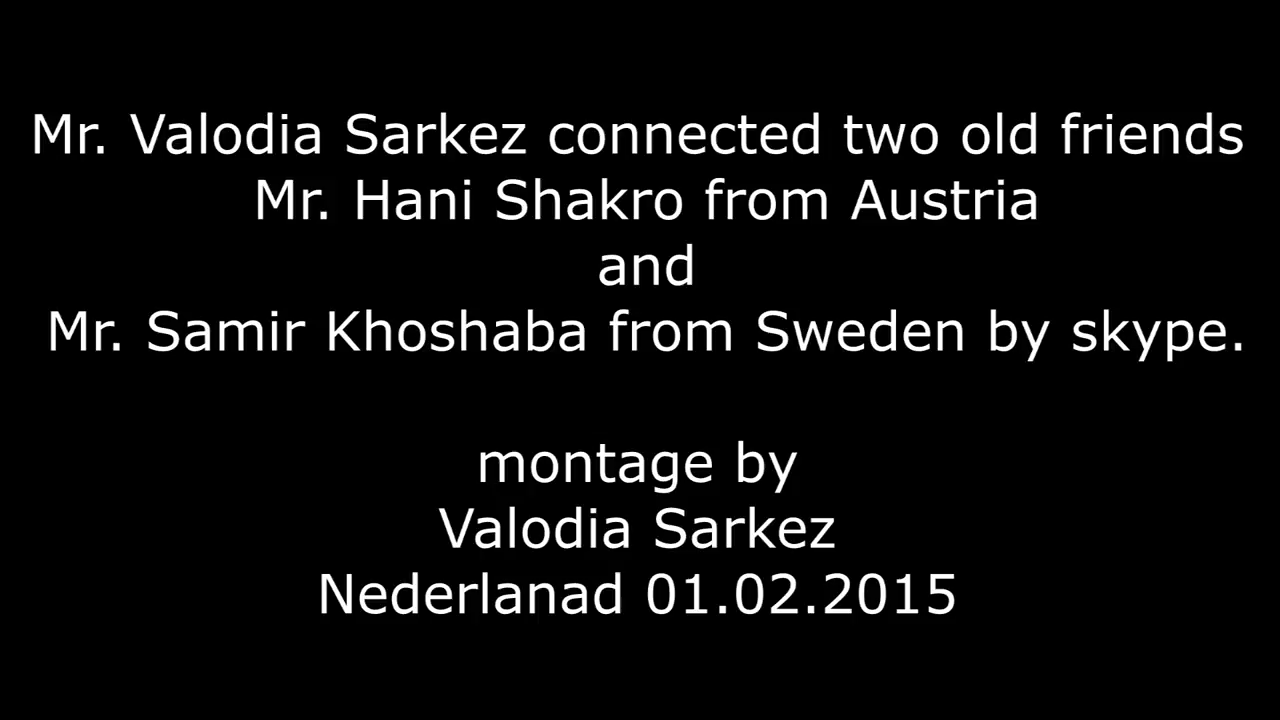 Mr. Valodia Sarkez connected two old friends
Mr. Hani Shakro from Austria
and
Mr. Samir Khoshaba from Sweden by skype.
montage by
Valodia Sarkez
Nederlanad 01.02.2015